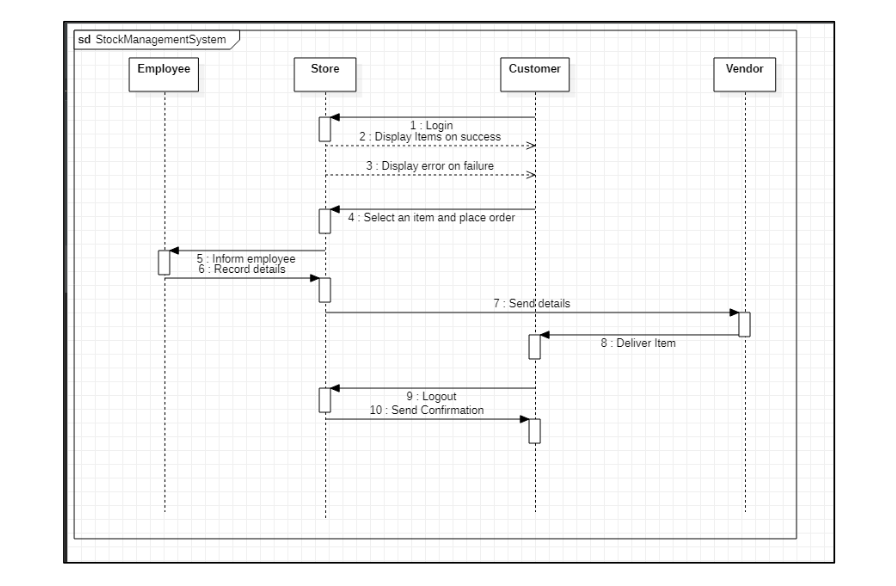 sd StockManagementSystem
Employee
Store
Customer
Vendor
1 : Login
2 : Display Items on success
3 : Display error on failure
4 : Select an item and place order
5 : Inform employee
6 : Record details
7 : Send details
8 : Deliver Item
9 : Logout
10 : Send Confirmation